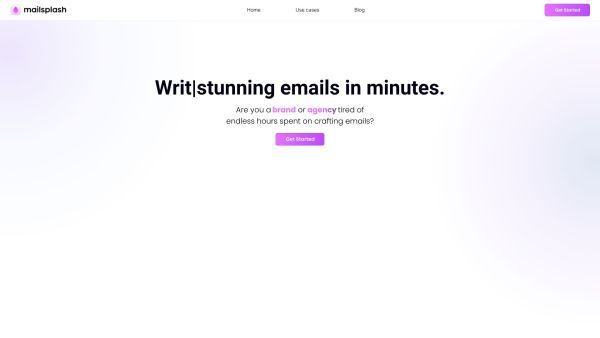 mailsplash
Home
Use cases
Blog
Get Started
Writ|stunning emails in minutes.
Are you a brand or agency tired of
endless hours spent on crafting emails?
Get Started